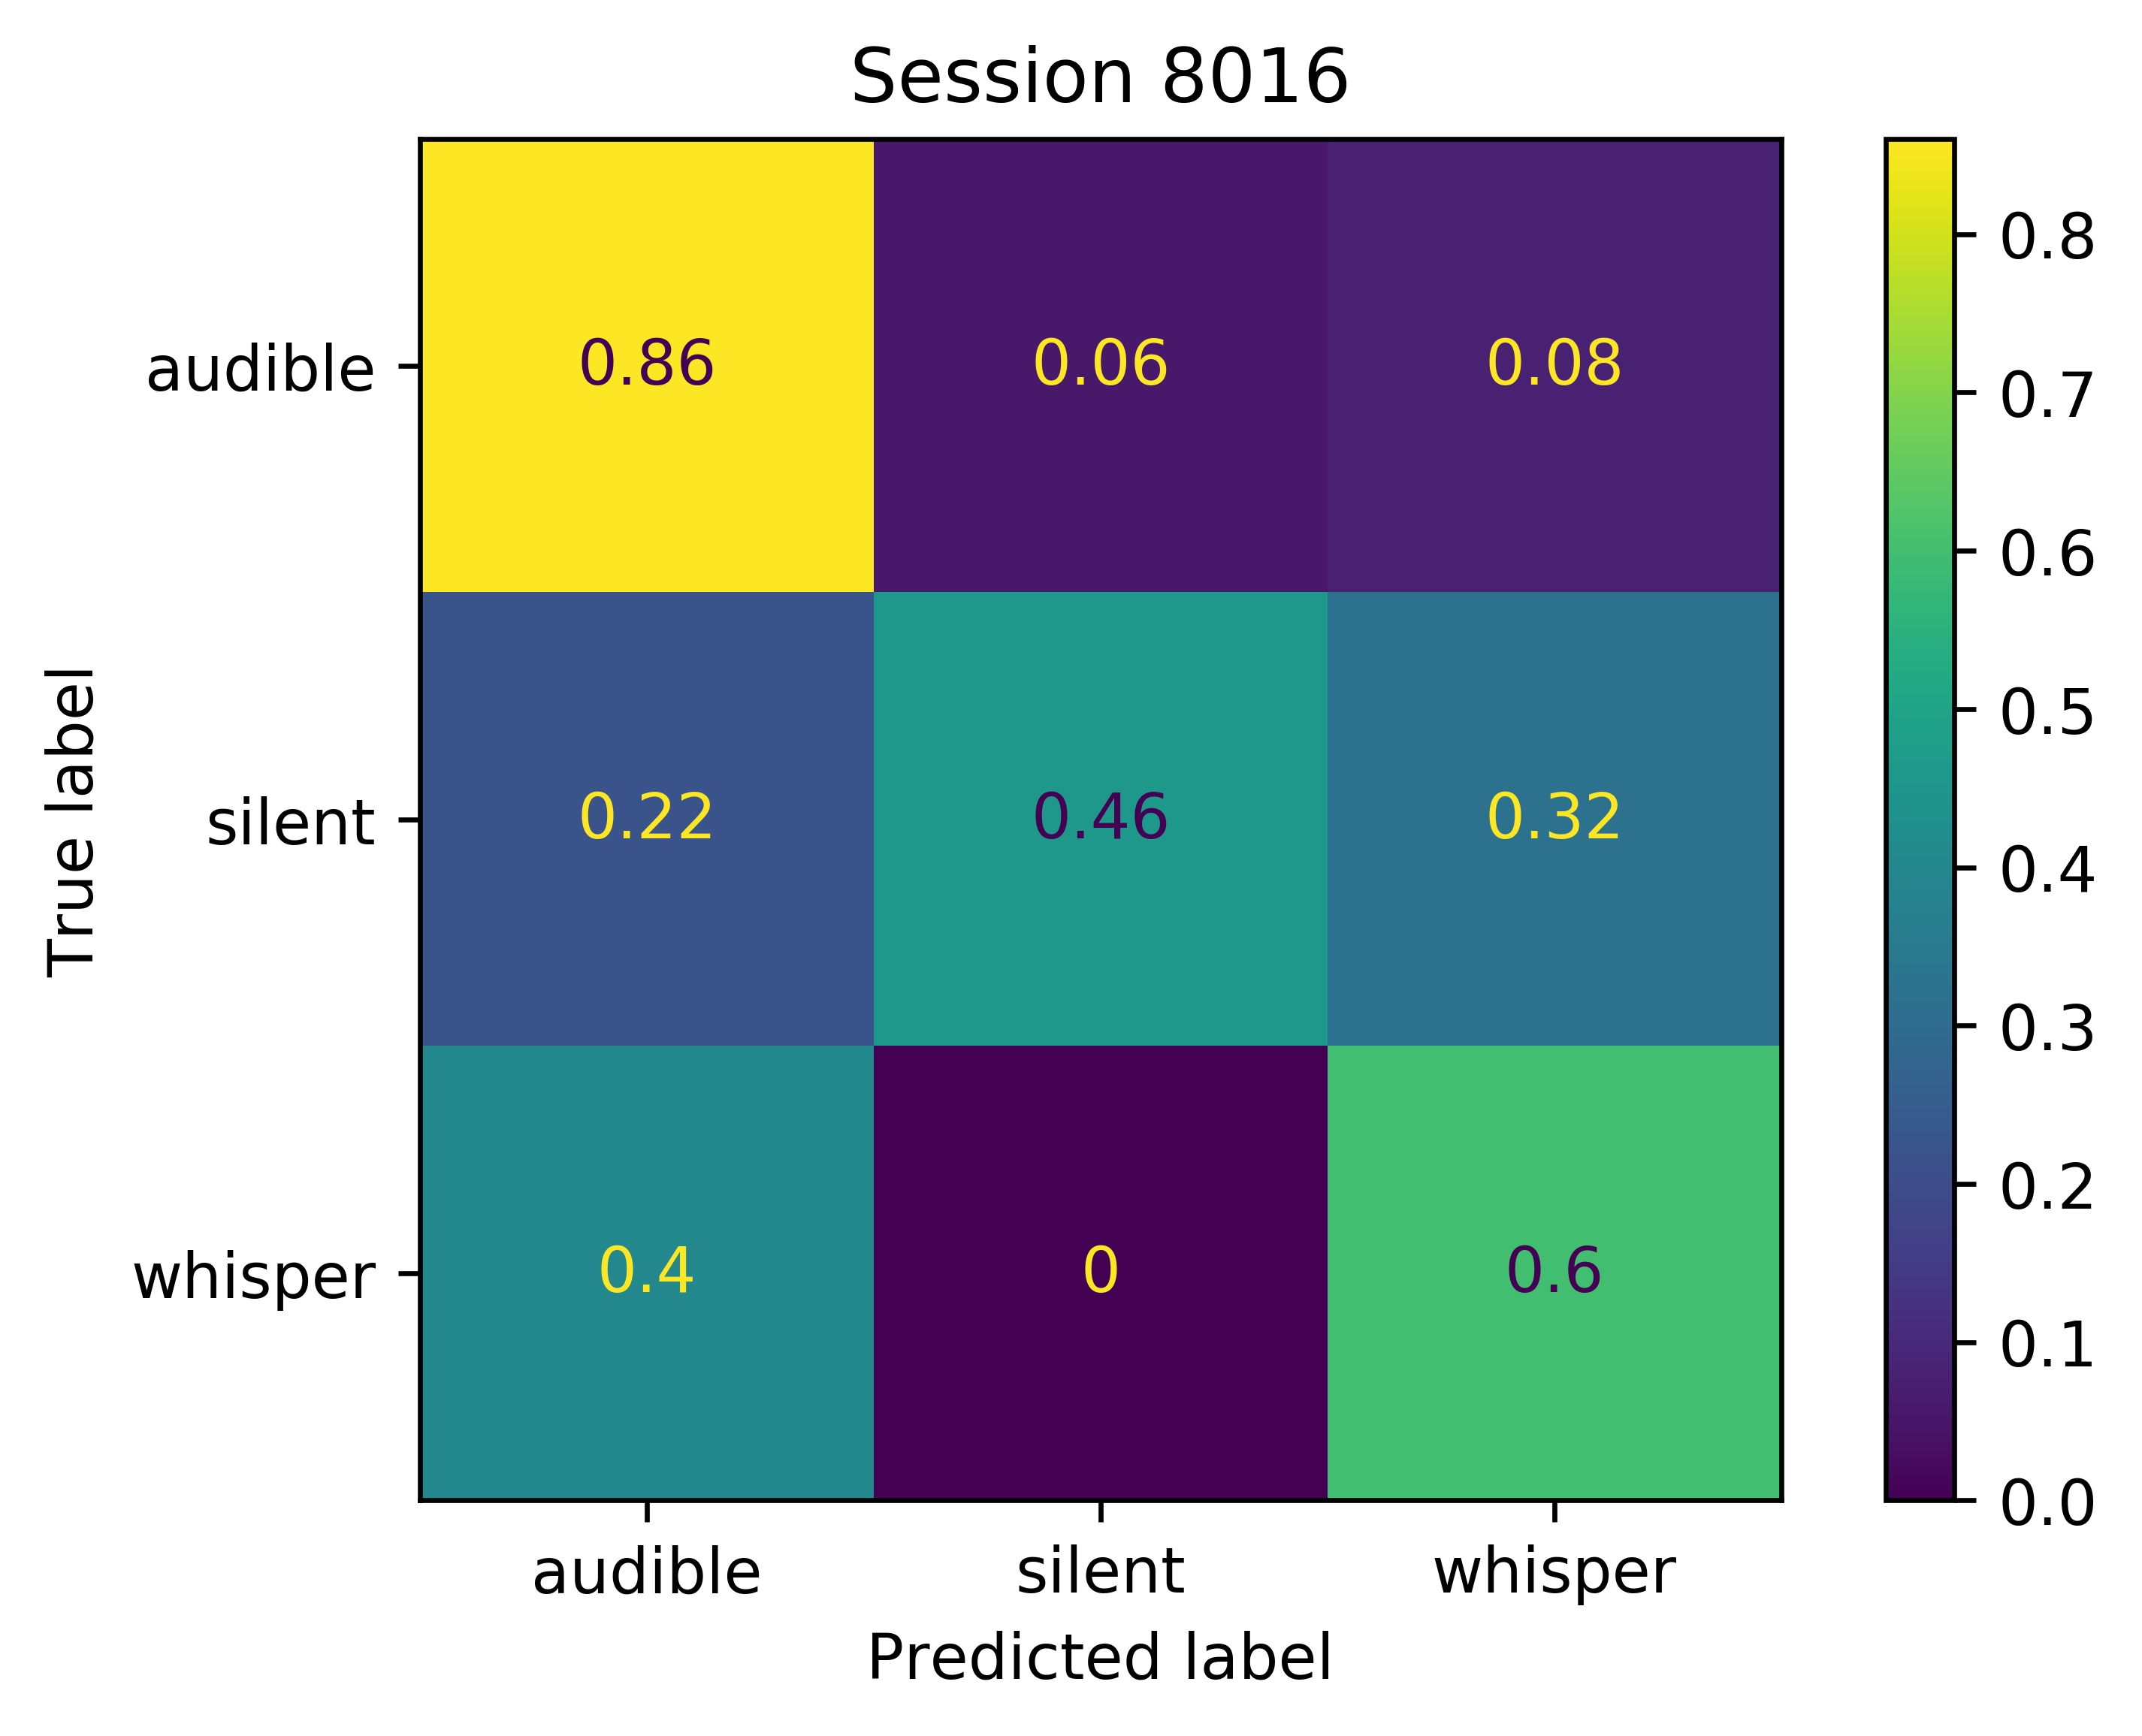 Session 8016
True label
audible
silent
whisper
0.86 0.06 0.08
0.22 0.46 0.32
0.4 0 0.6
audible silent whisper
Predicted label
0.8
0.7
0.6
0.5
0.4
0.3
0.2
0.1
0.0